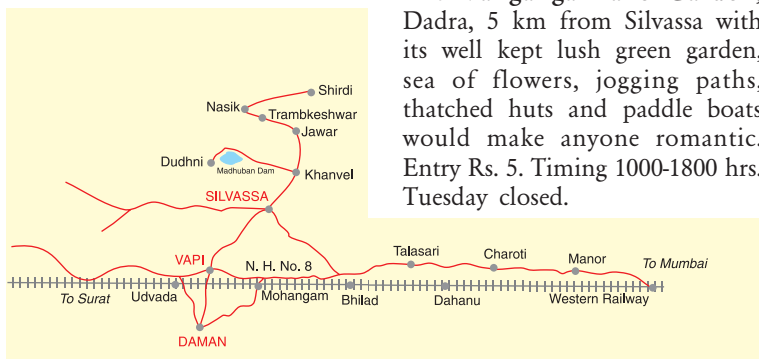 Dadra, 5 km from Silvassa with
its well kept lush green garden,
sea of flowers, jogging paths,
thatched huts and paddle boats
would make anyone romantic.
Entry Rs. 5. Timing 1000-1800 hrs.
Tuesday closed.
Shirdi
Nasik
Trambkeshwar
Jawar
Dudhni
Madhuban Dam
Khanvel
SILVASSA
VAPI
N. H. No. 8
Talasari
Charoti
Manor
To Mumbai
To Surat
Udvada
Mohangam
Bhilad
Dahanu
Western Railway
DAMAN